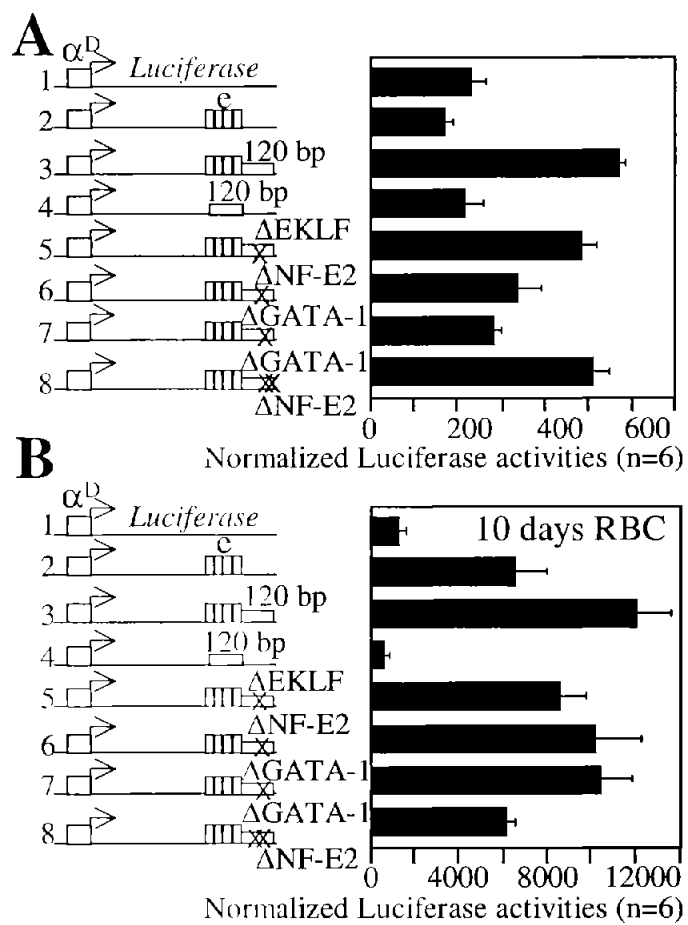 A
αD
1 Luciferase
e
2
120 bp
3
120 bp
4
ΔEKLF
5
ΔNF-E2
6
ΔGATA-1
7
ΔGATA-1
8
ΔNF-E2
0 200 400 600
Normalized Luciferase activities (n=6)
B
αD
1 Luciferase
10 days RBC
e
2
120 bp
3
120 bp
4
ΔEKLF
5
ΔNF-E2
6
ΔGATA-1
7
ΔGATA-1
8
ΔNF-E2
0 4000 8000 12000
Normalized Luciferase activities (n=6)